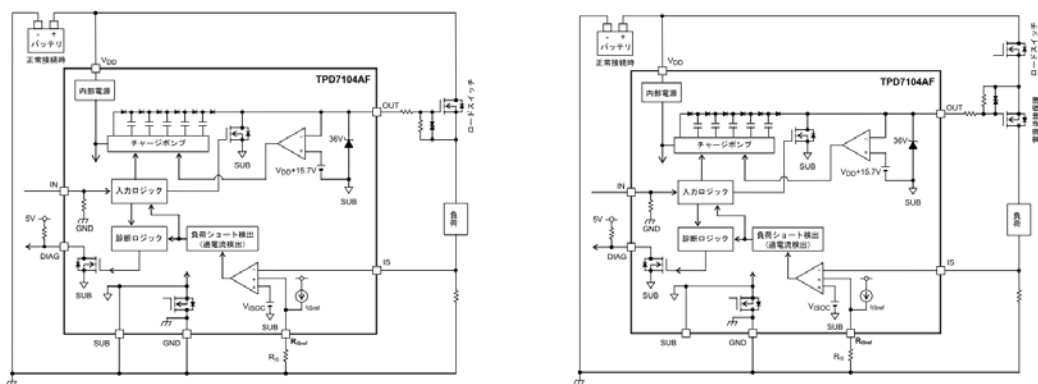 - +
バッテリ
正常接続時
VDD
TPD7104AF
内部電源
OUT
ロードスイッチ
チャージポンプ
36V
SUB
VDD+15.7V
SUB
IN
入力ロジック
GND
5V
診断ロジック
負荷ショート検出
(過電流検出)
負荷
DIAG
IS
SUB
VISOC
SUB
SUB
GND
RISref
RIS
- +
バッテリ
正常接続時
VDD
ロードスイッチ
TPD7104AF
内部電源
OUT
チャージポンプ
36V
SUB
VDD+15.7V
SUB
IN
入力ロジック
GND
5V
診断ロジック
負荷ショート検出
(過電流検出)
負荷
DIAG
IS
SUB
VISOC
SUB
SUB
GND
RISref
RIS